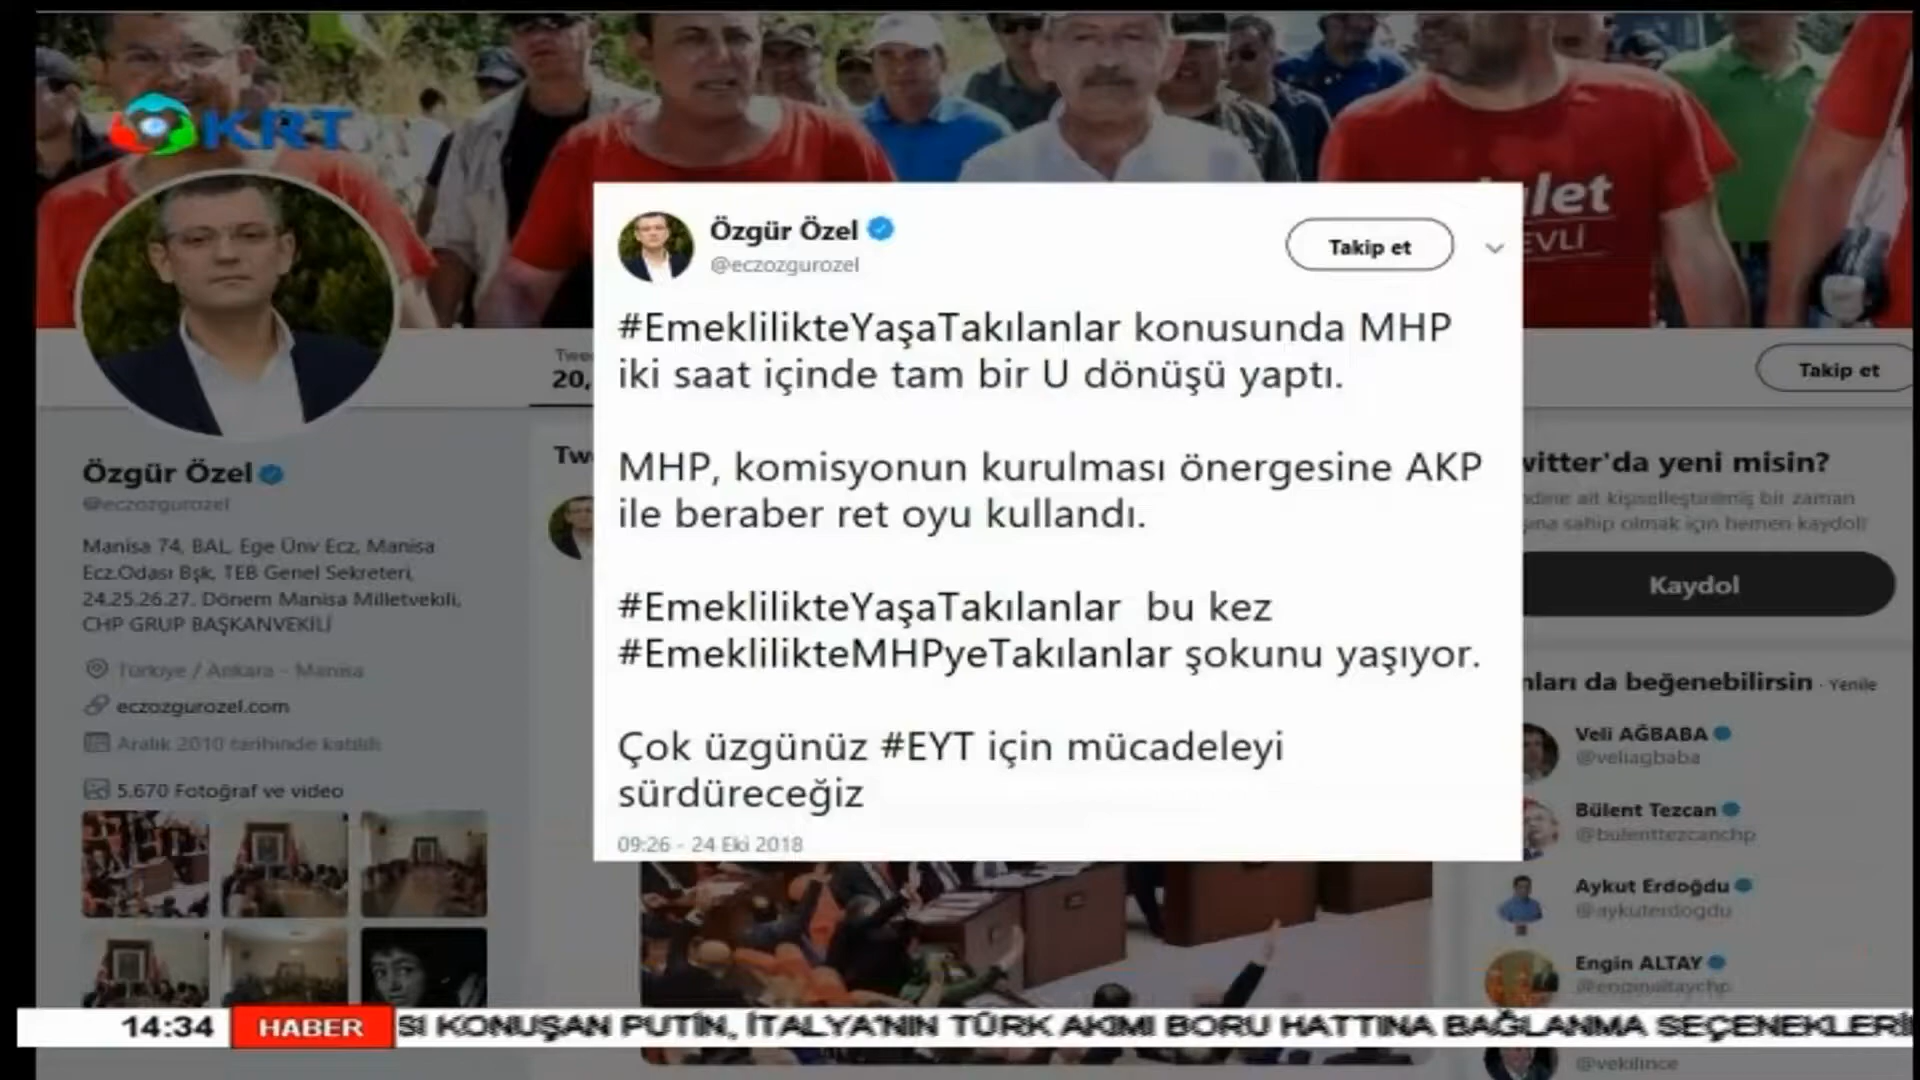 KRT
alet
EVLİ
Özgür Özel
@eczozgurozel
Takip et
#EmeklilikteYaşaTakılanlar konusunda MHP
iki saat içinde tam bir U dönüşü yaptı.
MHP, komisyonun kurulması önergesine AKP
ile beraber ret oyu kullandı.
#EmeklilikteYaşaTakılanlar bu kez
#EmeklilikteMHPyeTakılanlar şokunu yaşıyor.
Çok üzgünüz #EYT için mücadeleyi
sürdüreceğiz
09:26 - 24 Eki 2018
Twe
20,
Takip et
Özgür Özel
@eczozgurozel
Manisa 74, BAL, Ege Ünv Ecz, Manisa
Ecz.Odası Bşk, TEB Genel Sekreteri,
24.25.26.27. Dönem Manisa Milletvekili,
CHP GRUP BAŞKANVEKİLİ
Türkiye / Ankara - Manisa
eczozgurozel.com
Aralık 2010 tarihinde katıldı
5.670 Fotoğraf ve video
Tw
witter'da yeni misin?
ndine ait kişiselleştirilmiş bir zaman
şına sahip olmak için hemen kaydol!
Kaydol
nları da beğenebilirsin · Yenile
Veli AĞBABA
@veliagbaba
Bülent Tezcan
@bulenttezcanchp
Aykut Erdoğdu
@aykuterdogdu
Engin ALTAY
@enginaltaychp
@vekilince
14:34
HABER
SI KONUŞAN PUTİN, İTALYA'NIN TÜRK AKIMI BORU HATTINA BAĞLANMA SEÇENEKLERİ